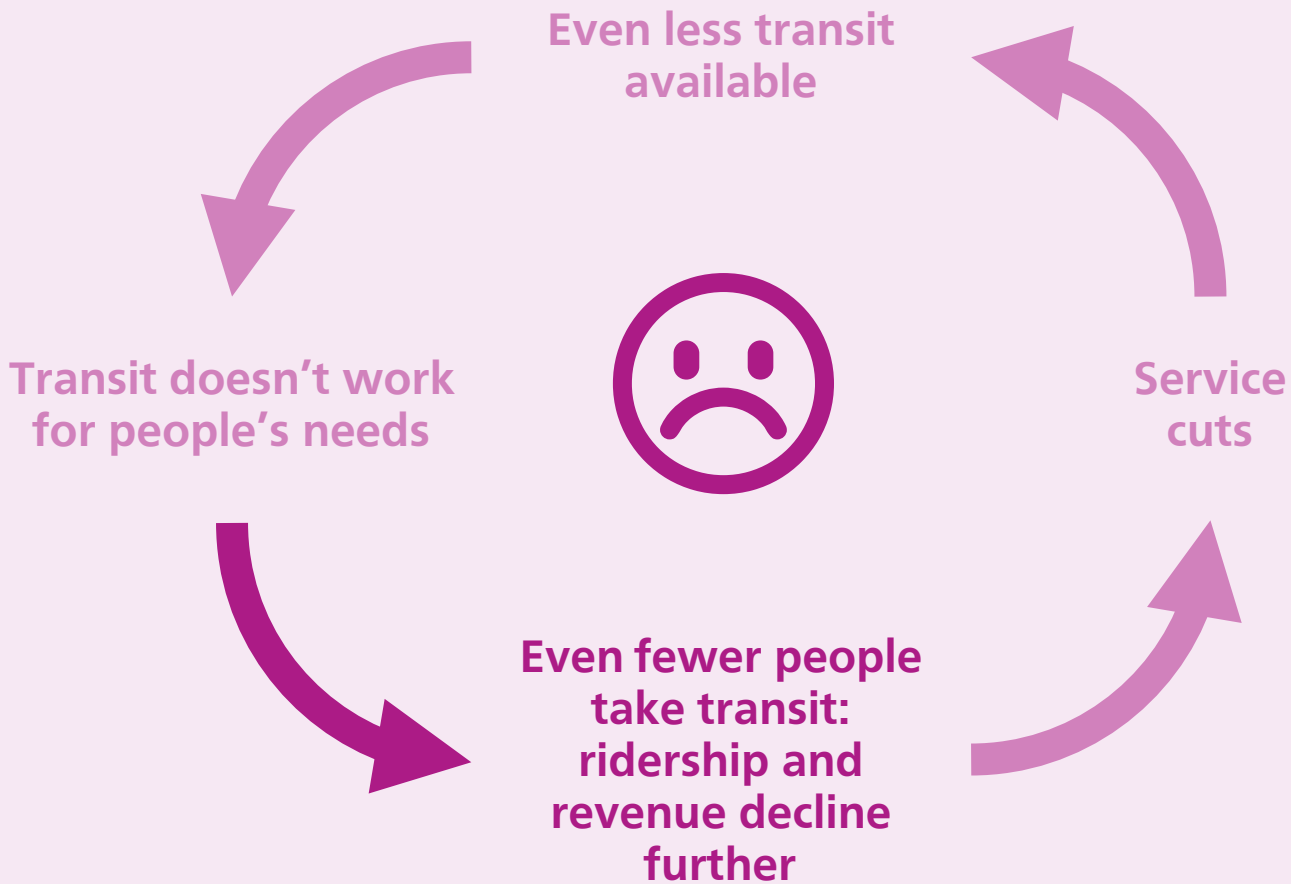 Even less transit
available
Transit doesn’t work
for people’s needs
Service
cuts
Even fewer people
take transit:
ridership and
revenue decline
further